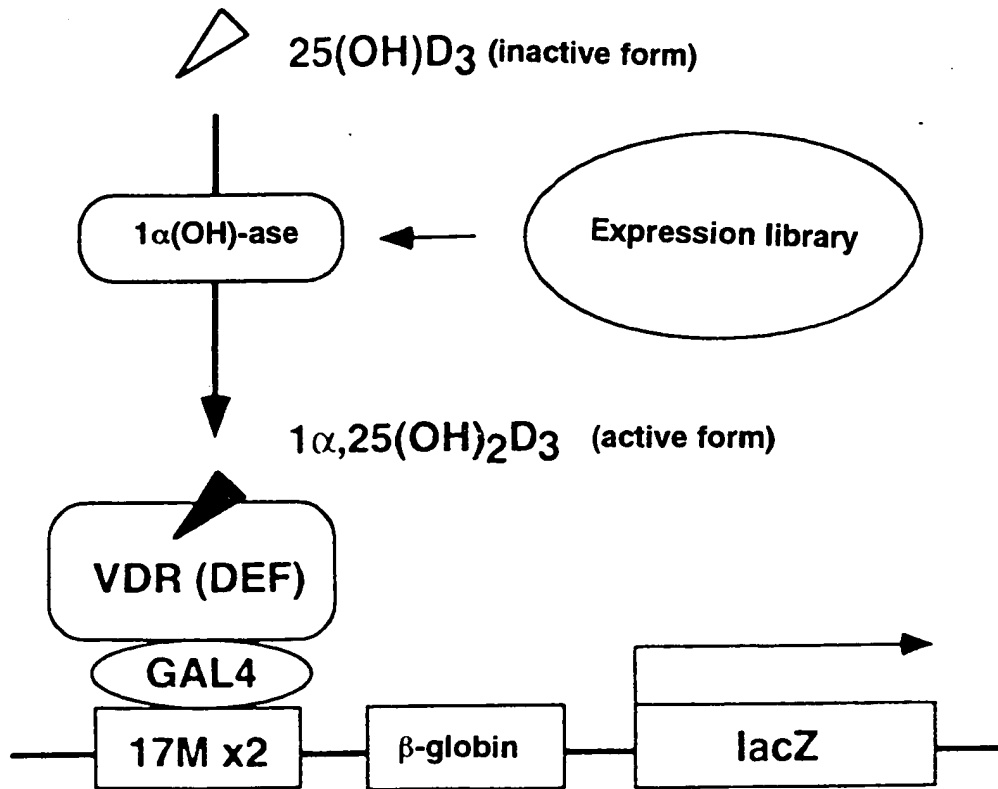 25(OH)D3 (inactive form)
1α(OH)-ase
Expression library
1α,25(OH)2D3 (active form)
VDR (DEF)
GAL4
17M x2
β-globin
lacZ